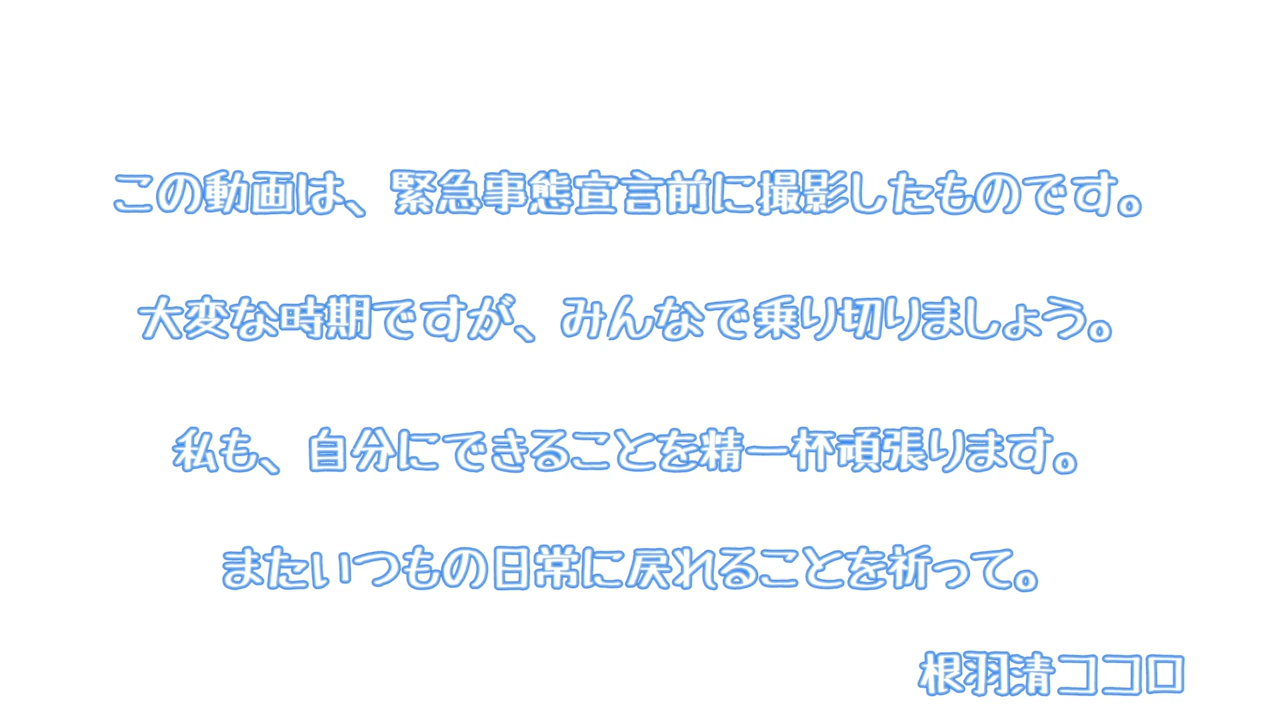 この動画は、緊急事態宣言前に撮影したものです。
大変な時期ですが、みんなで乗り切りましょう。
私も、自分にできることを精一杯頑張ります。
またいつもの日常に戻れることを祈って。
根羽清ココロ